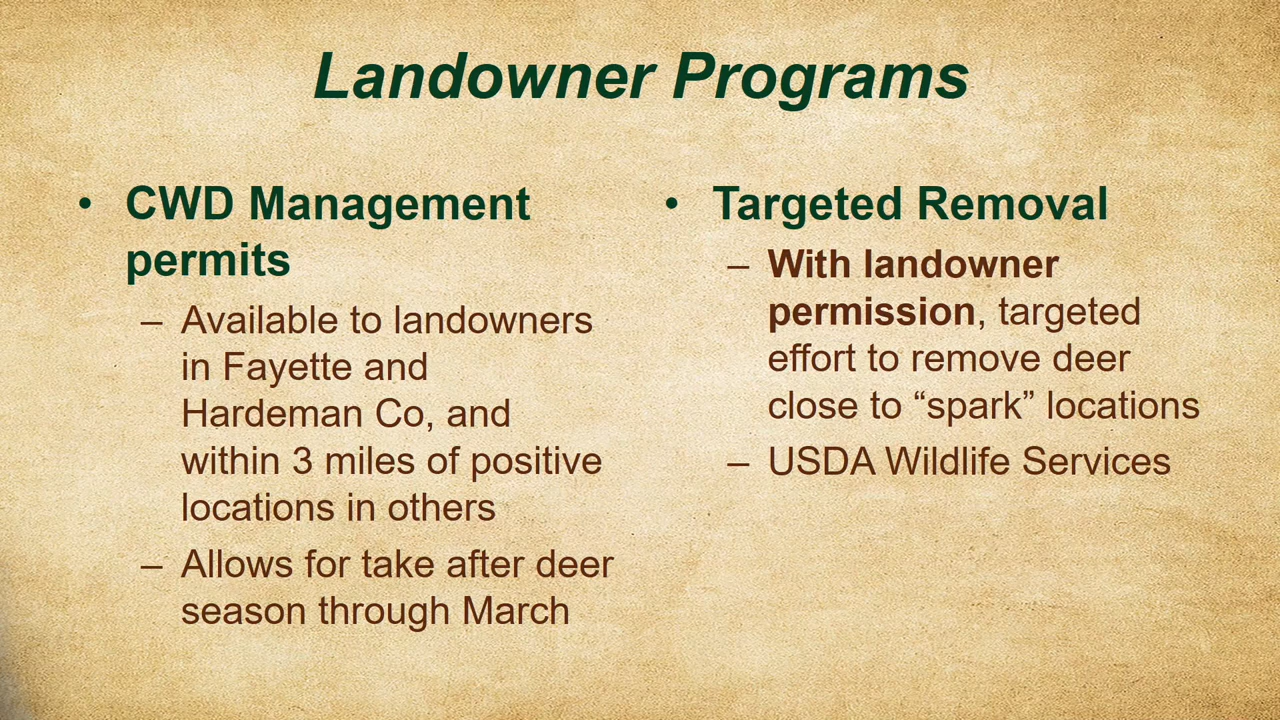 Landowner Programs
• CWD Management
permits
– Available to landowners
in Fayette and
Hardeman Co, and
within 3 miles of positive
locations in others
– Allows for take after deer
season through March
• Targeted Removal
– With landowner
permission, targeted
effort to remove deer
close to “spark” locations
– USDA Wildlife Services